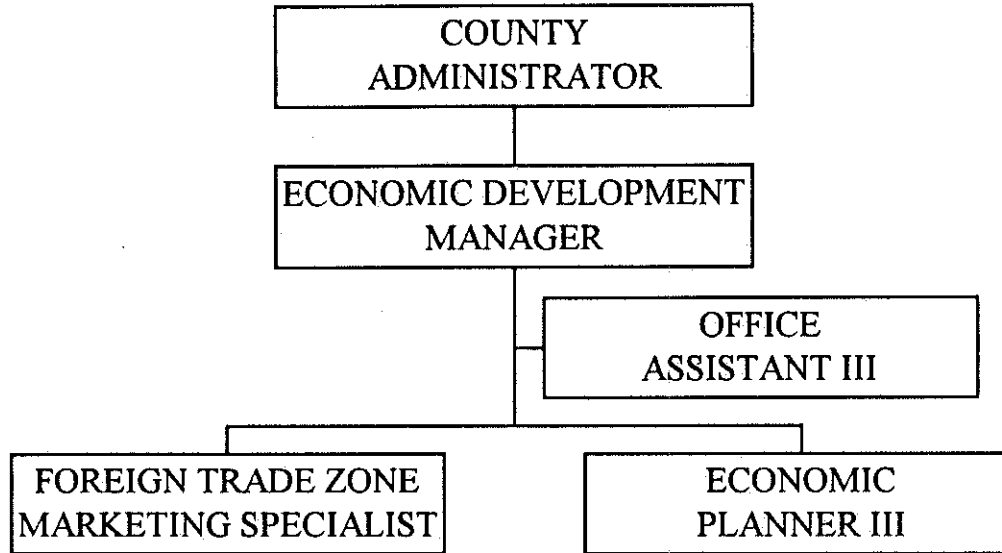 COUNTY
ADMINISTRATOR
ECONOMIC DEVELOPMENT
MANAGER
OFFICE
ASSISTANT III
FOREIGN TRADE ZONE
MARKETING SPECIALIST
ECONOMIC
PLANNER III